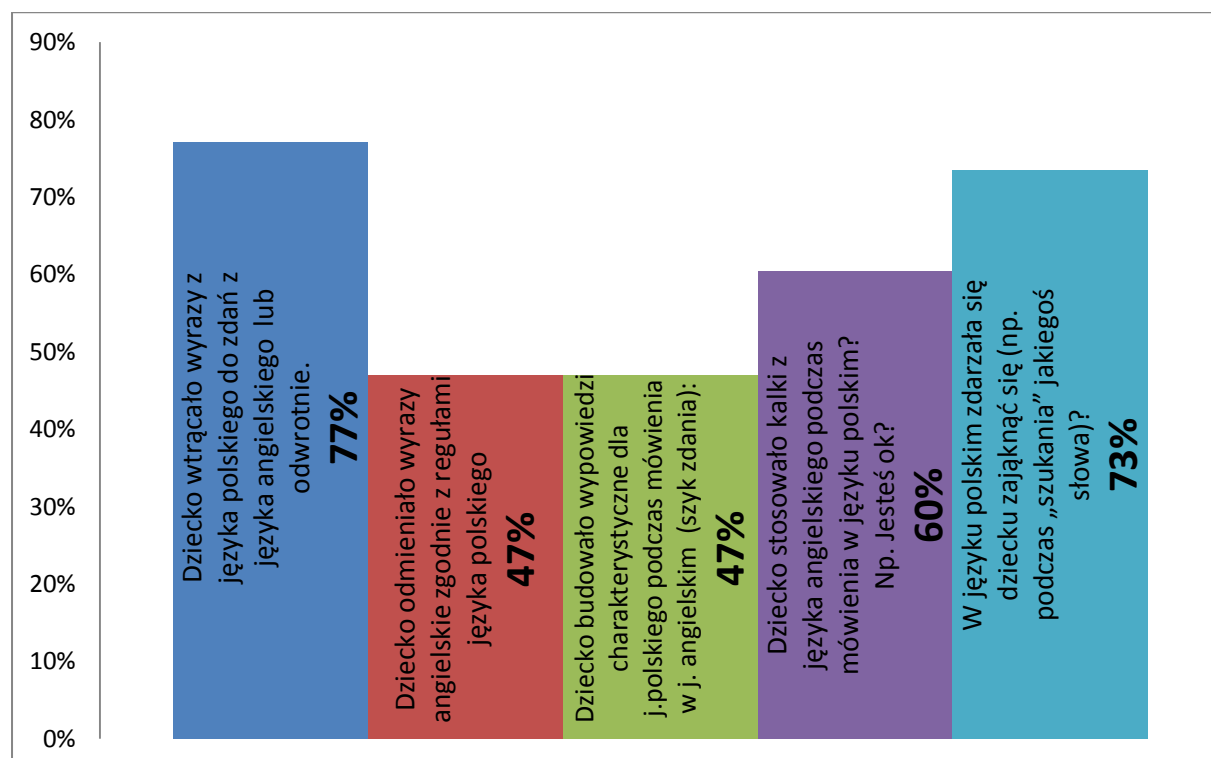 90%
80%
70%
60%
50%
40%
30%
20%
10%
0%
Dziecko wtrącało wyrazy z
języka polskiego do zdań z
języka angielskiego lub
odwrotnie.
77%
Dziecko odmieniało wyrazy
angielskie zgodnie z regułami
języka polskiego
47%
Dziecko budowało wypowiedzi
charakterystyczne dla
j.polskiego podczas mówienia
w j. angielskim (szyk zdania):
47%
Dziecko stosowało kalki z
języka angielskiego podczas
mówienia w języku polskim?
Np. Jesteś ok?
60%
W języku polskim zdarzała się
dziecku zająknąć się (np.
podczas „szukania” jakiegoś
słowa)?
73%